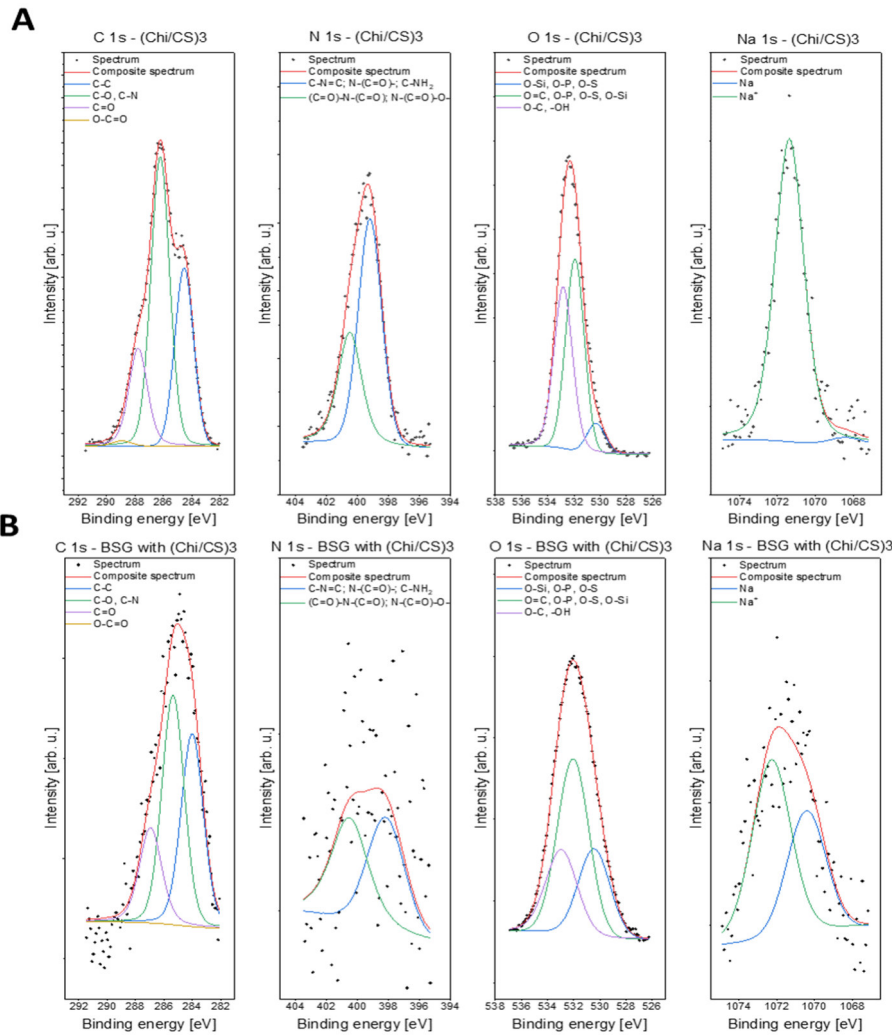 A
C 1s - (Chi/CS)3
Spectrum
Composite spectrum
C-C
C-O, C-N
C=O
O-C=O
Intensity [arb. u.]
292 290 288 286 284 282
Binding energy [eV]
N 1s - (Chi/CS)3
Spectrum
Composite spectrum
C-N=C; N-(C=O)-; C-NH₂
(C=O)-N-(C=O); N-(C=O)-O-
Intensity [arb. u.]
404 402 400 398 396 394
Binding energy [eV]
O 1s - (Chi/CS)3
Spectrum
Composite spectrum
O-Si, O-P, O-S
O=C, O-P, O-S, O-Si
O-C, -OH
Intensity [arb. u.]
538 536 534 532 530 528 526
Binding energy [eV]
Na 1s - (Chi/CS)3
Spectrum
Composite spectrum
Na
Na⁺
Intensity [arb. u.]
1074 1072 1070 1068
Binding energy [eV]
B
C 1s - BSG with (Chi/CS)3
Spectrum
Composite spectrum
C-C
C-O, C-N
C=O
O-C=O
Intensity [arb. u.]
292 290 288 286 284 282
Binding energy [eV]
N 1s - BSG with (Chi/CS)3
Spectrum
Composite spectrum
C-N=C; N-(C=O)-; C-NH₂
(C=O)-N-(C=O); N-(C=O)-O-
Intensity [arb. u.]
404 402 400 398 396 394
Binding energy [eV]
O 1s - BSG with (Chi/CS)3
Spectrum
Composite spectrum
O-Si, O-P, O-S
O=C, O-P, O-S, O-Si
O-C, -OH
Intensity [arb. u.]
538 536 534 532 530 528 526
Binding energy [eV]
Na 1s - BSG with (Chi/CS)3
Spectrum
Composite spectrum
Na
Na⁺
Intensity [arb. u.]
1074 1072 1070 1068
Binding energy [eV]